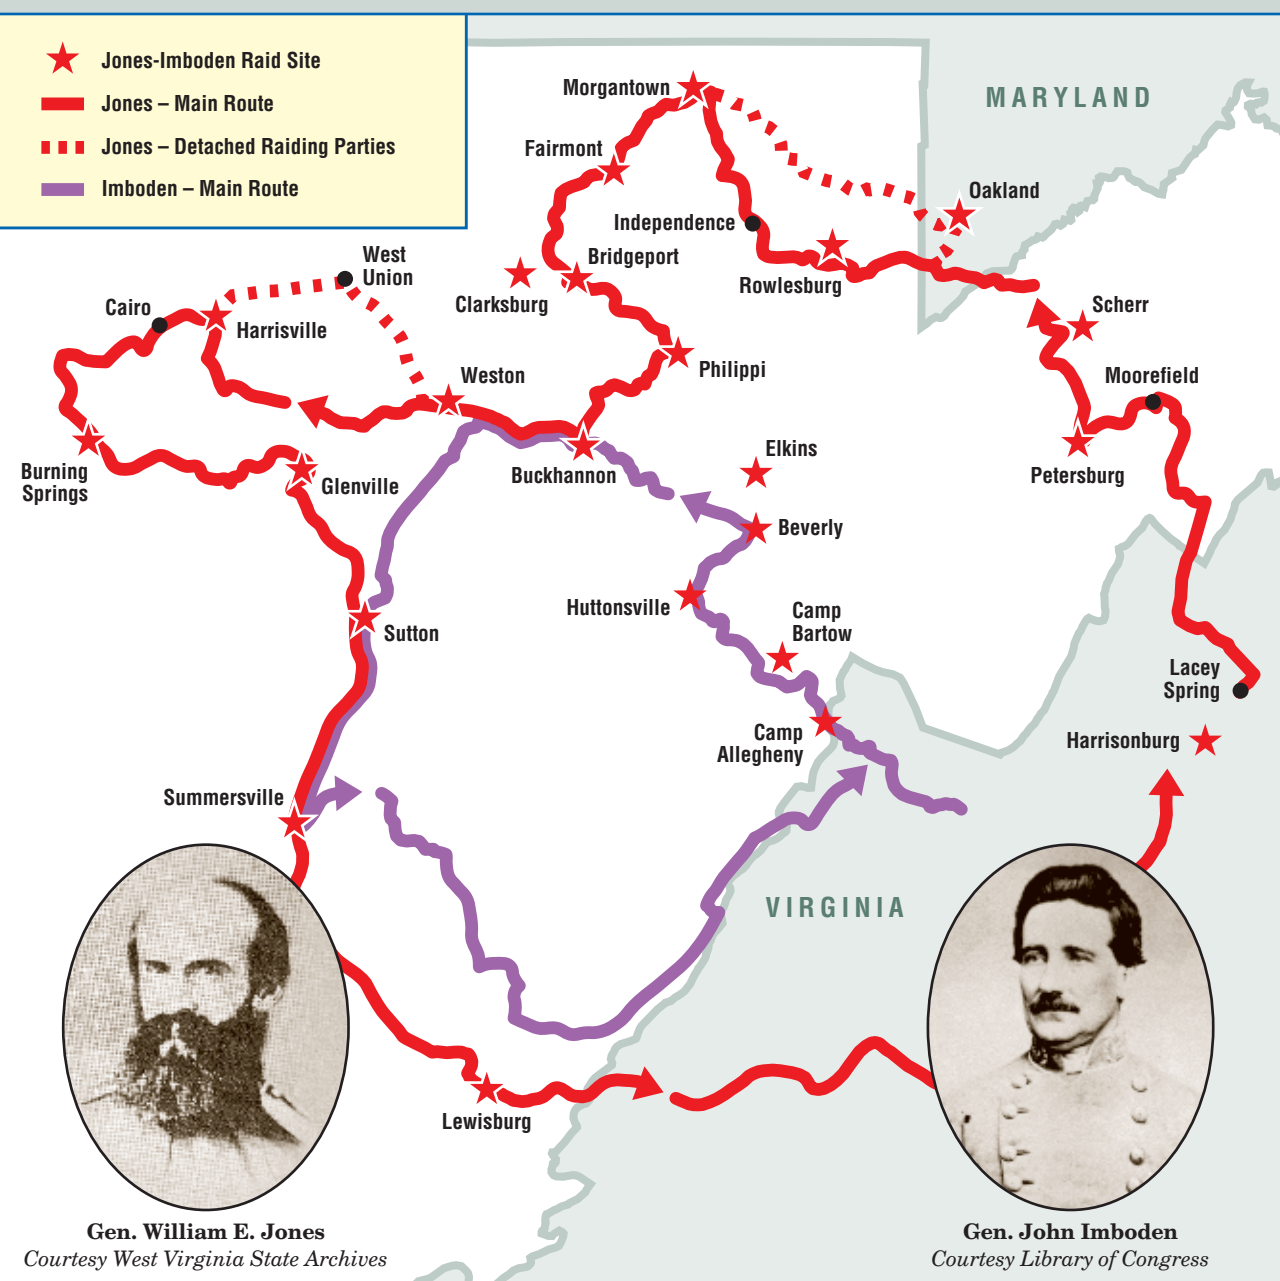 Jones-Imboden Raid Site
Jones – Main Route
Jones – Detached Raiding Parties
Imboden – Main Route
MARYLAND
Morgantown
Fairmont
Oakland
Independence
West
Union
Bridgeport
Rowlesburg
Clarksburg
Cairo
Harrisville
Scherr
Philippi
Weston
Moorefield
Burning
Springs
Glenville
Buckhannon
Elkins
Petersburg
Beverly
Huttonsville
Camp
Bartow
Sutton
Lacey
Spring
Camp
Allegheny
Harrisonburg
Summersville
VIRGINIA
Lewisburg
Gen. William E. Jones
Courtesy West Virginia State Archives
Gen. John Imboden
Courtesy Library of Congress